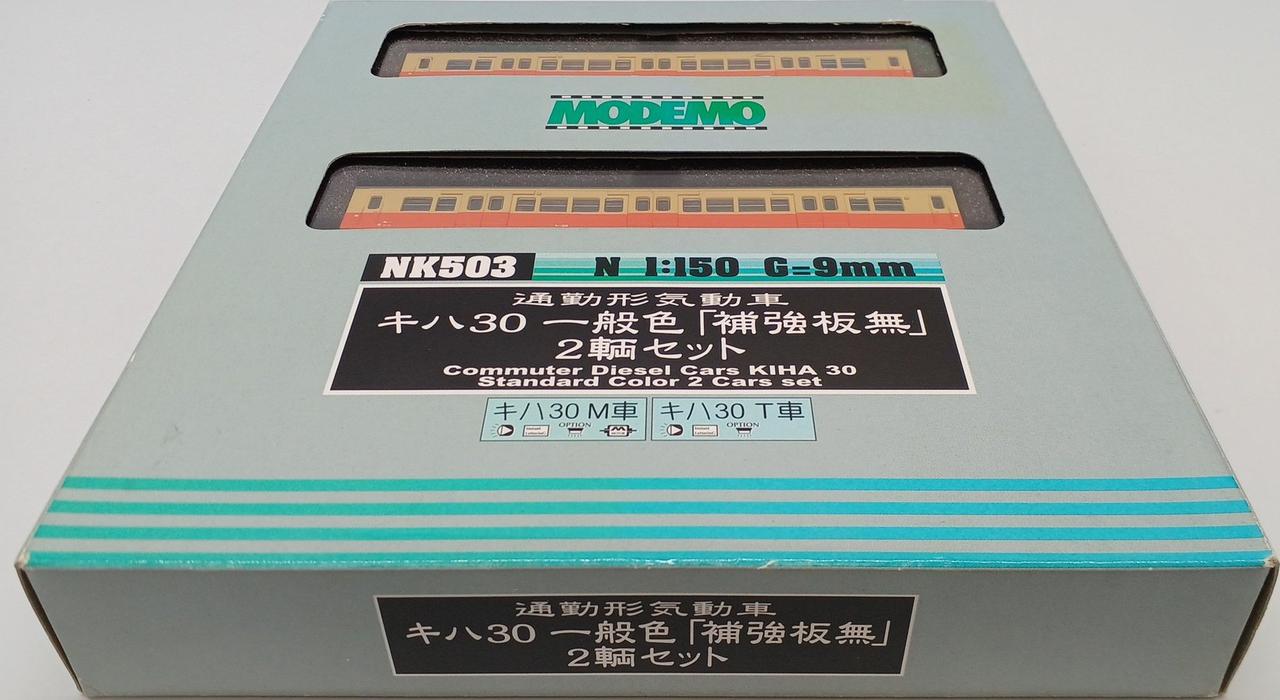 MODEMO
NK503 N 1:150 G=9mm
通勤形気動車
キハ30 一般色「補強板無」
2輌セット
Commuter Diesel Cars KIHA 30
Standard Color 2 Cars set
キハ30 M車 キハ30 T車
OPTION OPTION
通勤形気動車
キハ30 一般色「補強板無」
2輌セット